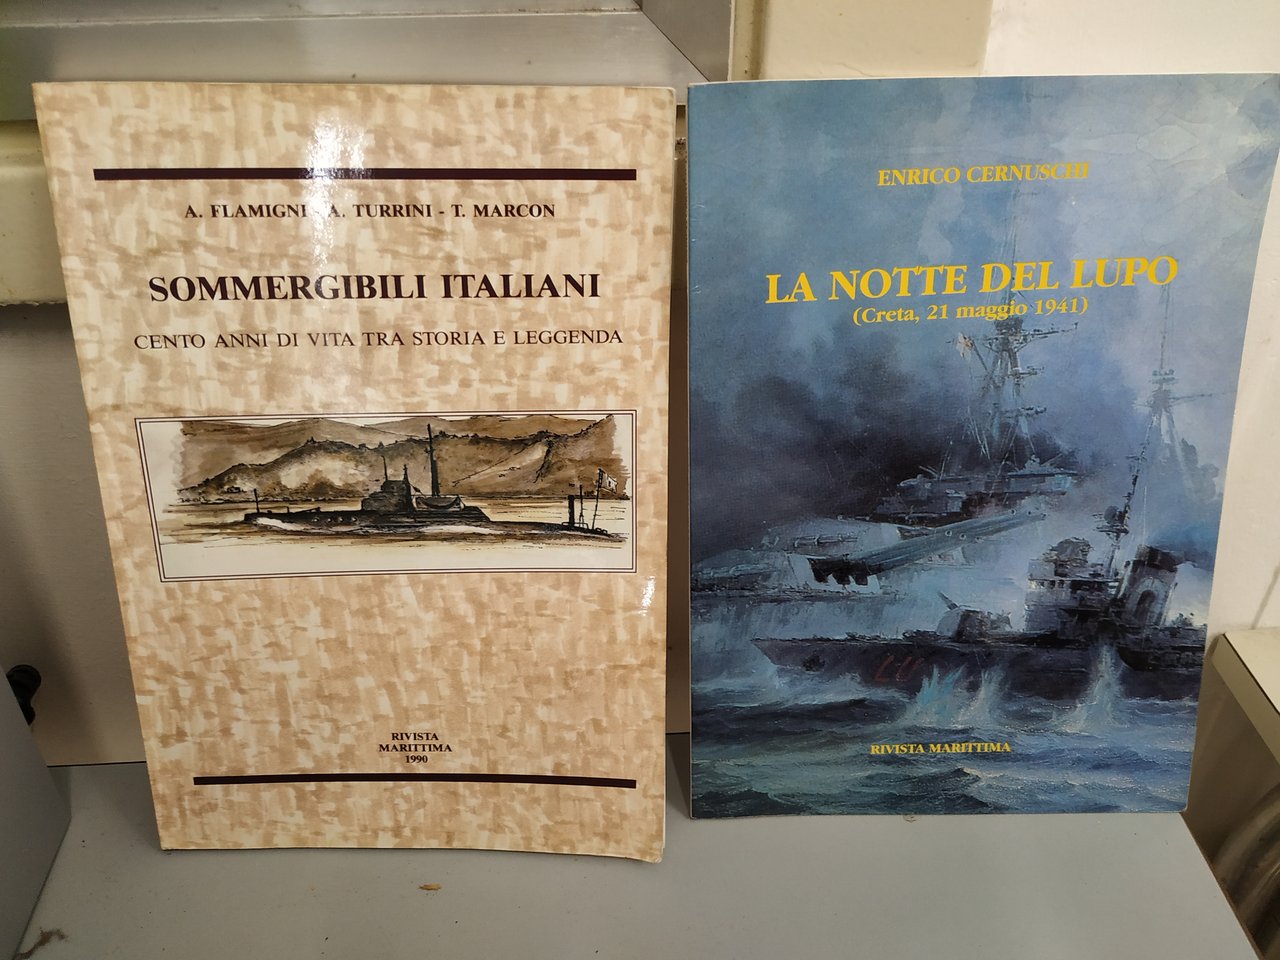 A. FLAMIGNI - A. TURRINI - T. MARCON
SOMMERGIBILI ITALIANI
CENTO ANNI DI VITA TRA STORIA E LEGGENDA
RIVISTA
MARITTIMA
1990
ENRICO CERNUSCHI
LA NOTTE DEL LUPO
(Creta, 21 maggio 1941)
RIVISTA MARITTIMA